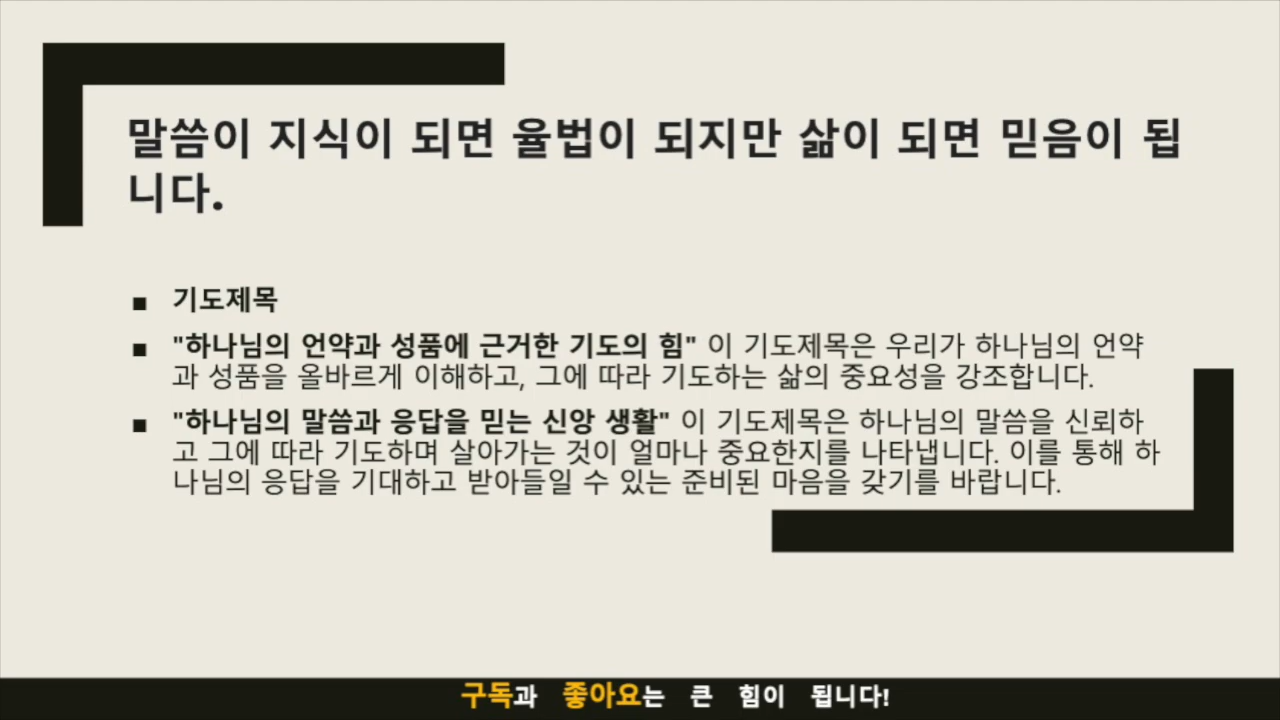 말씀이 지식이 되면 율법이 되지만 삶이 되면 믿음이 됩
니다.
■ 기도제목
■ "하나님의 언약과 성품에 근거한 기도의 힘" 이 기도제목은 우리가 하나님의 언약
과 성품을 올바르게 이해하고, 그에 따라 기도하는 삶의 중요성을 강조합니다.
■ "하나님의 말씀과 응답을 믿는 신앙 생활" 이 기도제목은 하나님의 말씀을 신뢰하
고 그에 따라 기도하며 살아가는 것이 얼마나 중요한지를 나타냅니다. 이를 통해 하
나님의 응답을 기대하고 받아들일 수 있는 준비된 마음을 갖기를 바랍니다.
구독과 좋아요는 큰 힘이 됩니다!